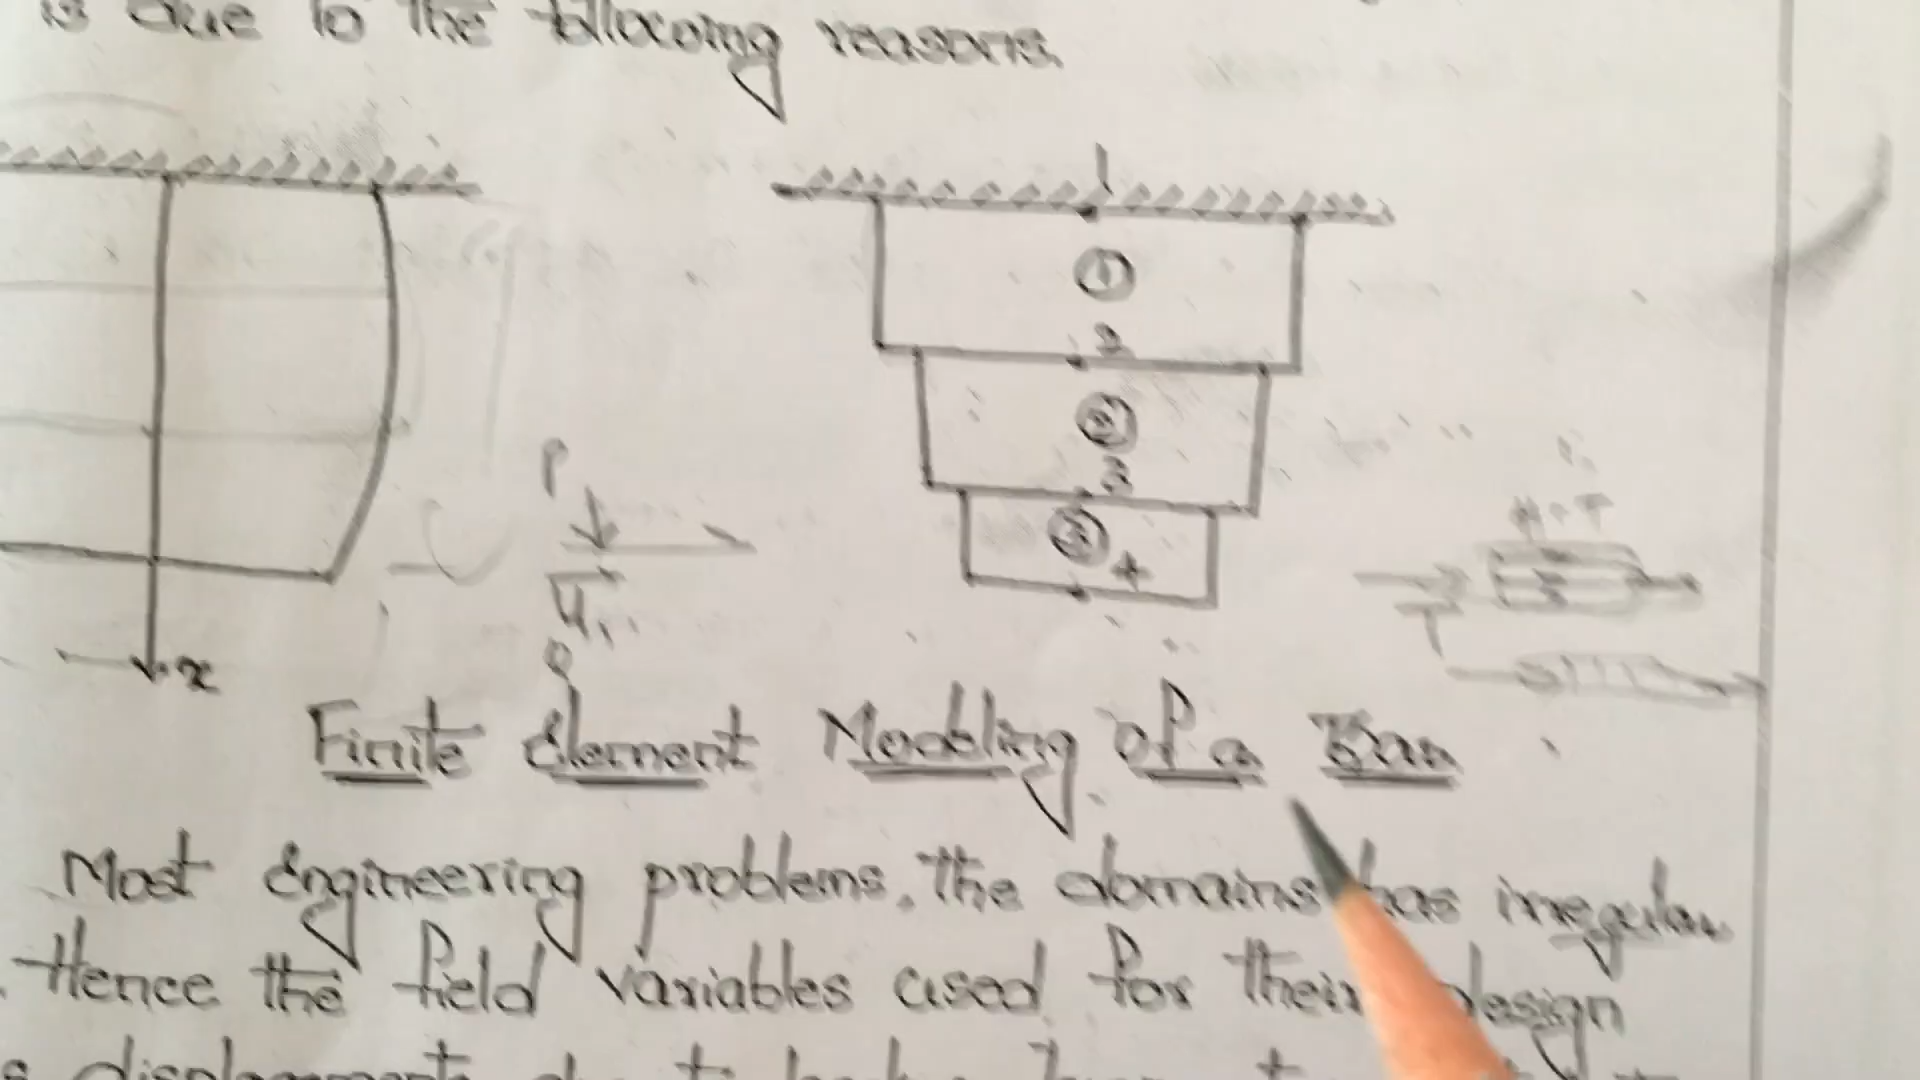 is due to the following reasons.
1
①
2
②
3
③
4
P
x
Finite Element Modeling of a Bar
Most Engineering problems, the domains has irregular
. Hence the field variables used for their design